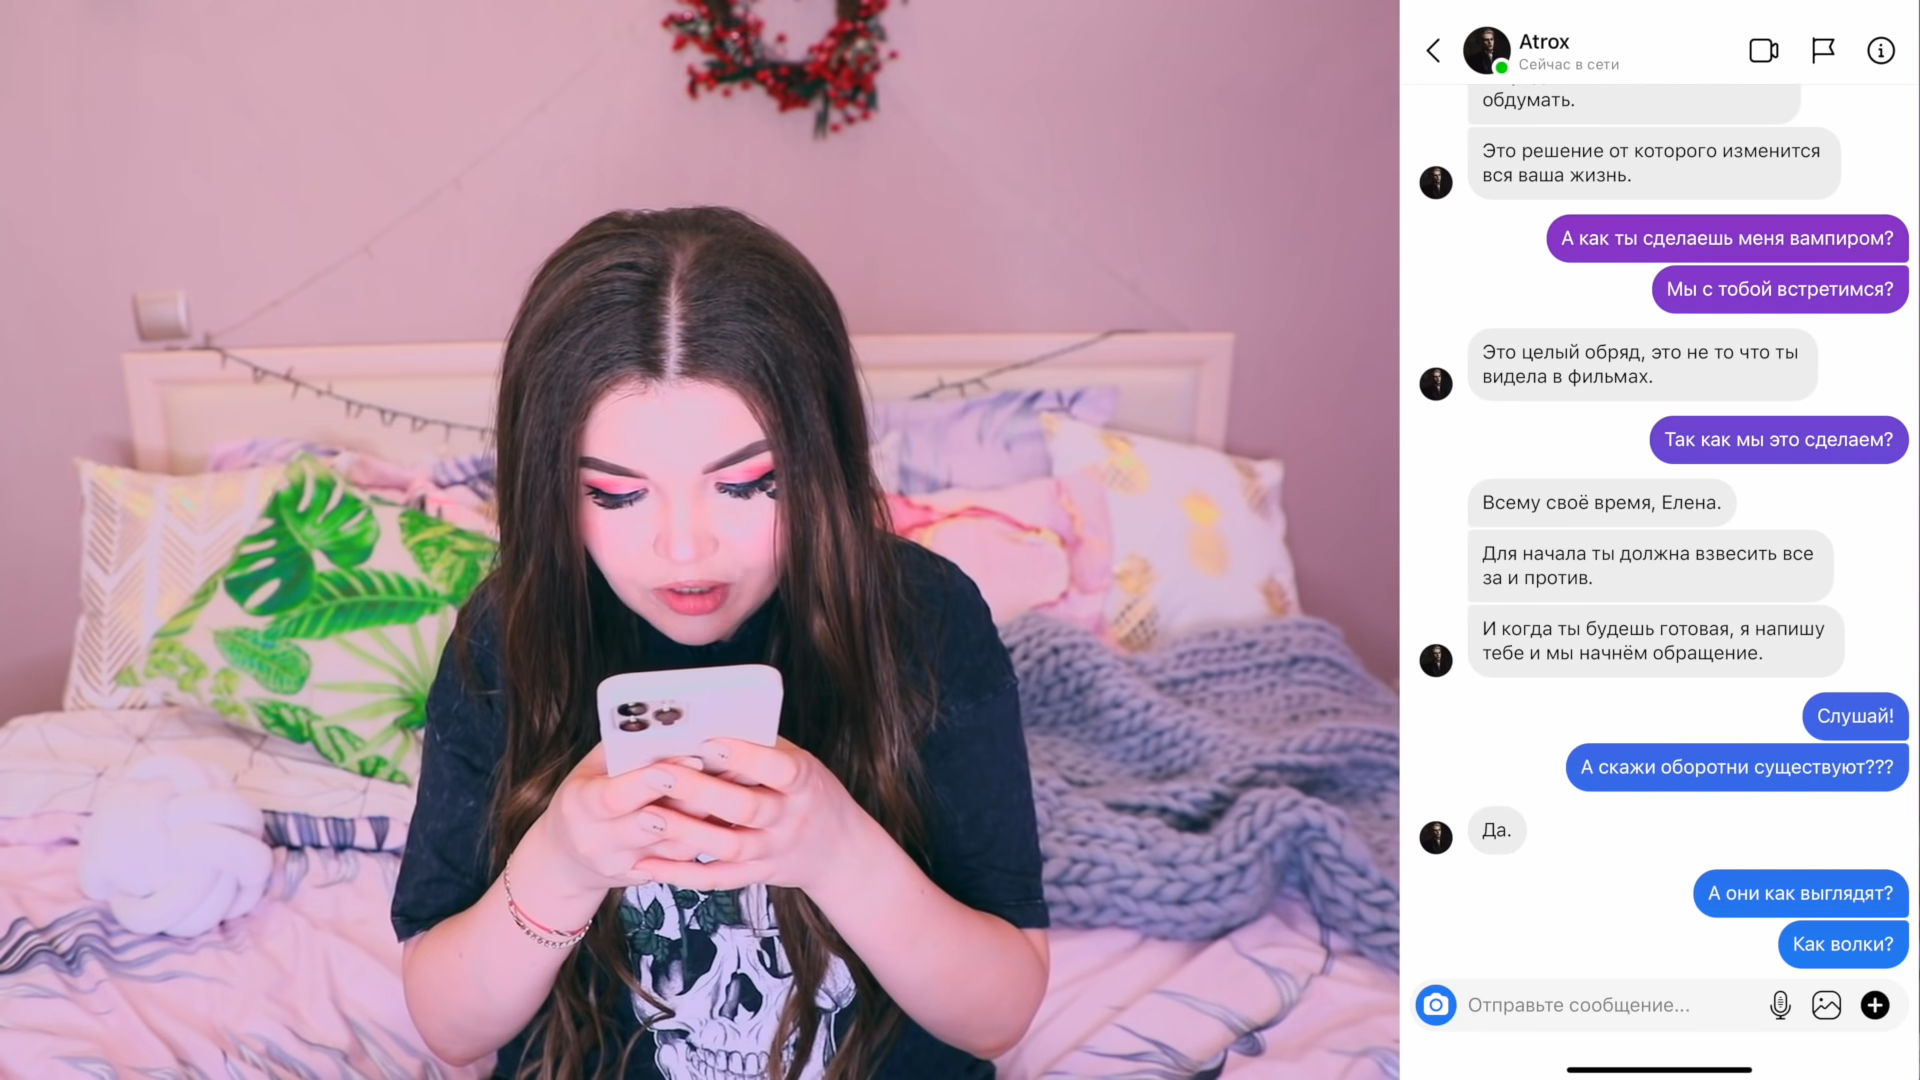 Atrox
Сейчас в сети
обдумать.
Это решение от которого изменится
вся ваша жизнь.
А как ты сделаешь меня вампиром?
Мы с тобой встретимся?
Это целый обряд, это не то что ты
видела в фильмах.
Так как мы это сделаем?
Всему своё время, Елена.
Для начала ты должна взвесить все
за и против.
И когда ты будешь готовая, я напишу
тебе и мы начнём обращение.
Слушай!
А скажи оборотни существуют???
Да.
А они как выглядят?
Как волки?
Отправьте сообщение...